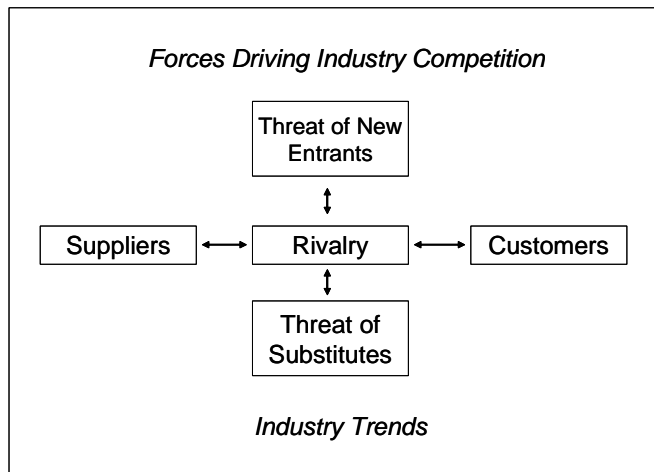 Forces Driving Industry Competition
Threat of New
Entrants
Suppliers
Rivalry
Customers
Threat of
Substitutes
Industry Trends